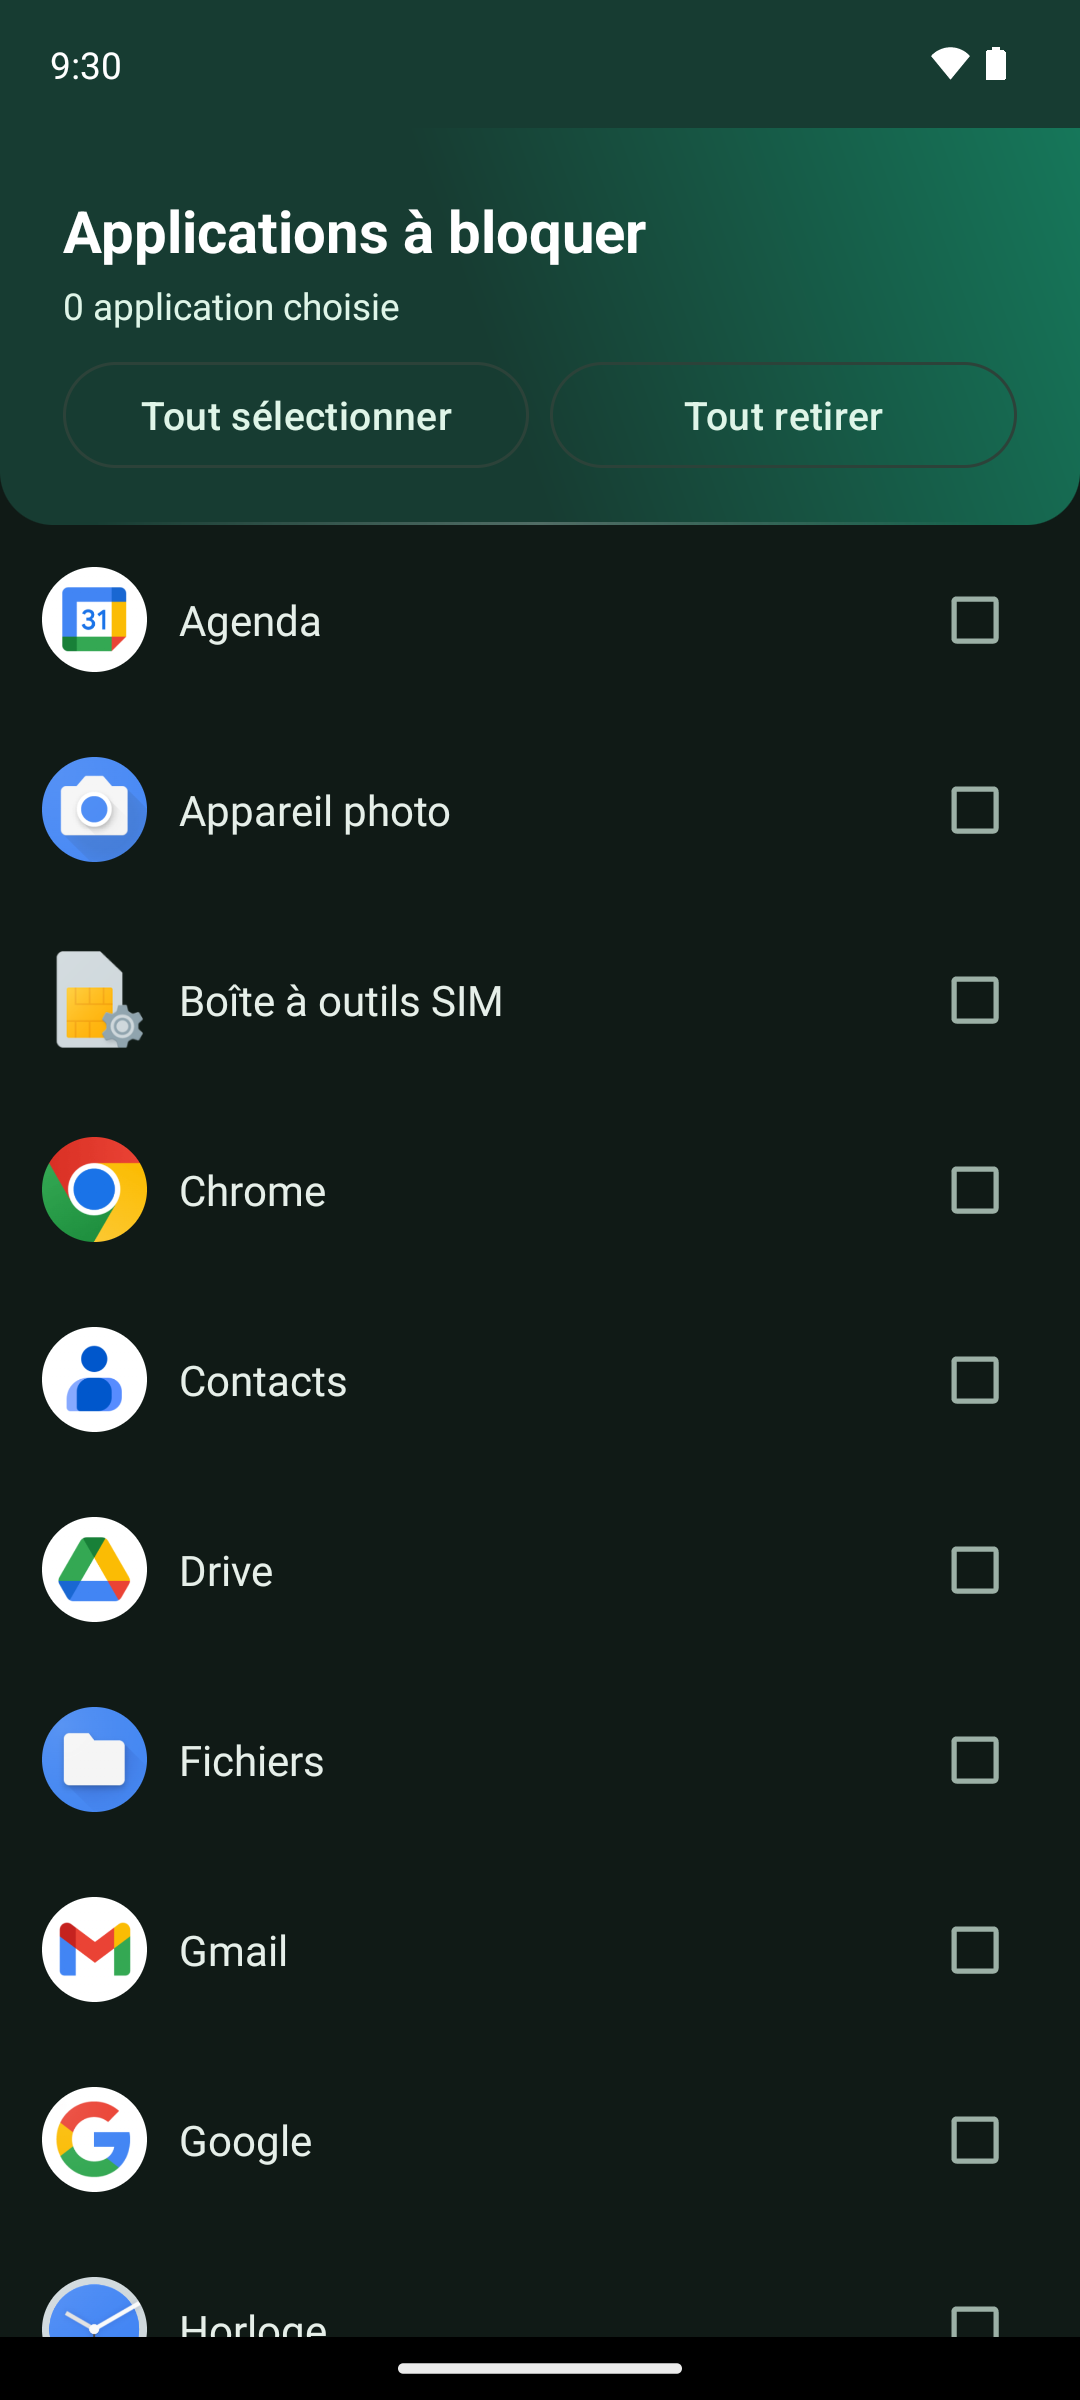 9:30
Applications à bloquer
0 application choisie
Tout sélectionner
Tout retirer
31
Agenda
Appareil photo
Boîte à outils SIM
Chrome
Contacts
Drive
Fichiers
Gmail
Google
Horloge